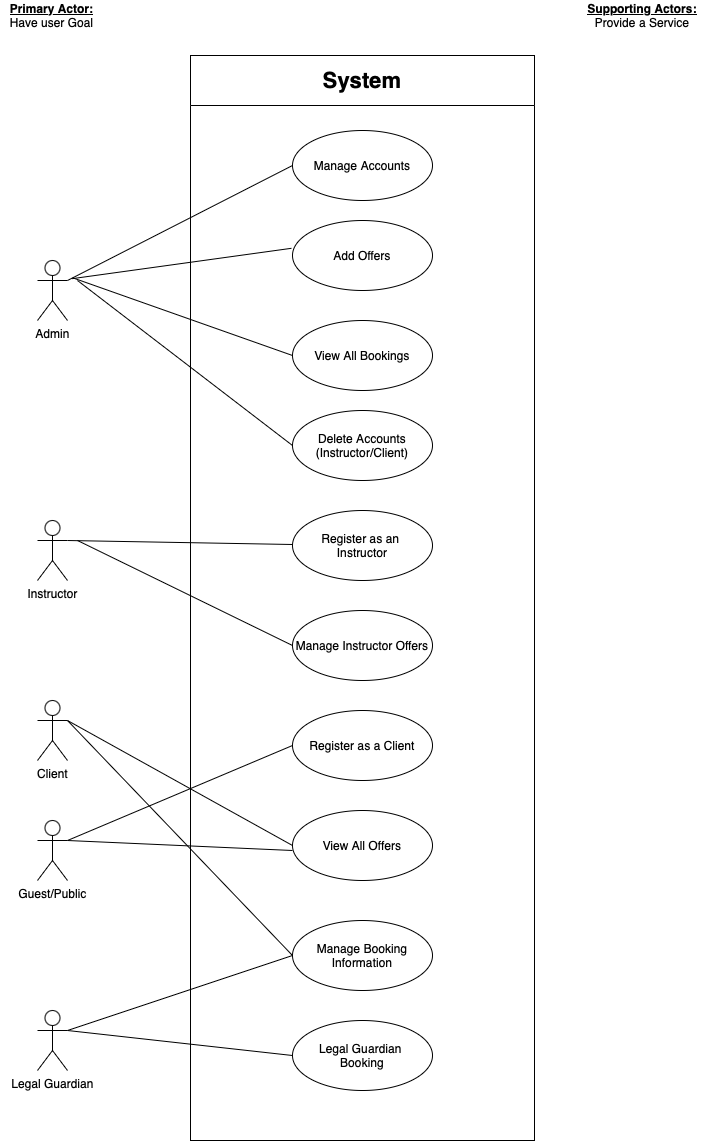 Primary Actor:
Have user Goal
Supporting Actors:
Provide a Service
System
Manage Accounts
Add Offers
Admin
View All Bookings
Delete Accounts
(Instructor/Client)
Register as an
Instructor
Instructor
Manage Instructor Offers
Client
Register as a Client
View All Offers
Guest/Public
Manage Booking
Information
Legal Guardian
Legal Guardian
Booking